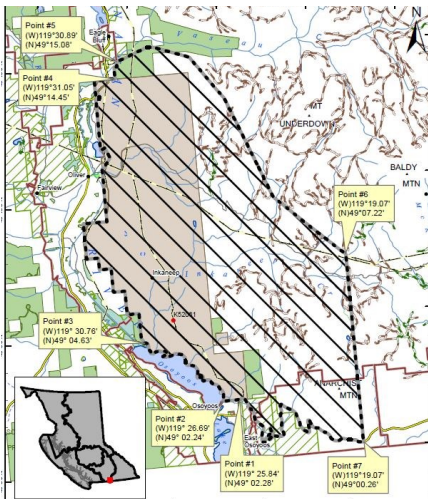 Point #5
(W)119°30.89'
(N)49°15.08'
Eagle
Bluff
Vaseau
N
Point #4
(W)119°31.05'
(N)49°14.45'
MT
UNDERDOWN
BALDY
MTN
Oliver
Fairview
Point #6
(W)119°19.07'
(N)49°07.22'
Inkaneep
Inkaneep
K52061
Point #3
(W)119° 30.76'
(N)49° 04.63'
Osoyoos
ANARCHIST
MTN
Osoyoos
East
Osoyoos
Point #2
(W)119° 26.69'
(N)49° 02.24'
Point #1
(W)119° 25.84'
(N)49° 02.28'
Point #7
(W)119°19.07'
(N)49°00.26'